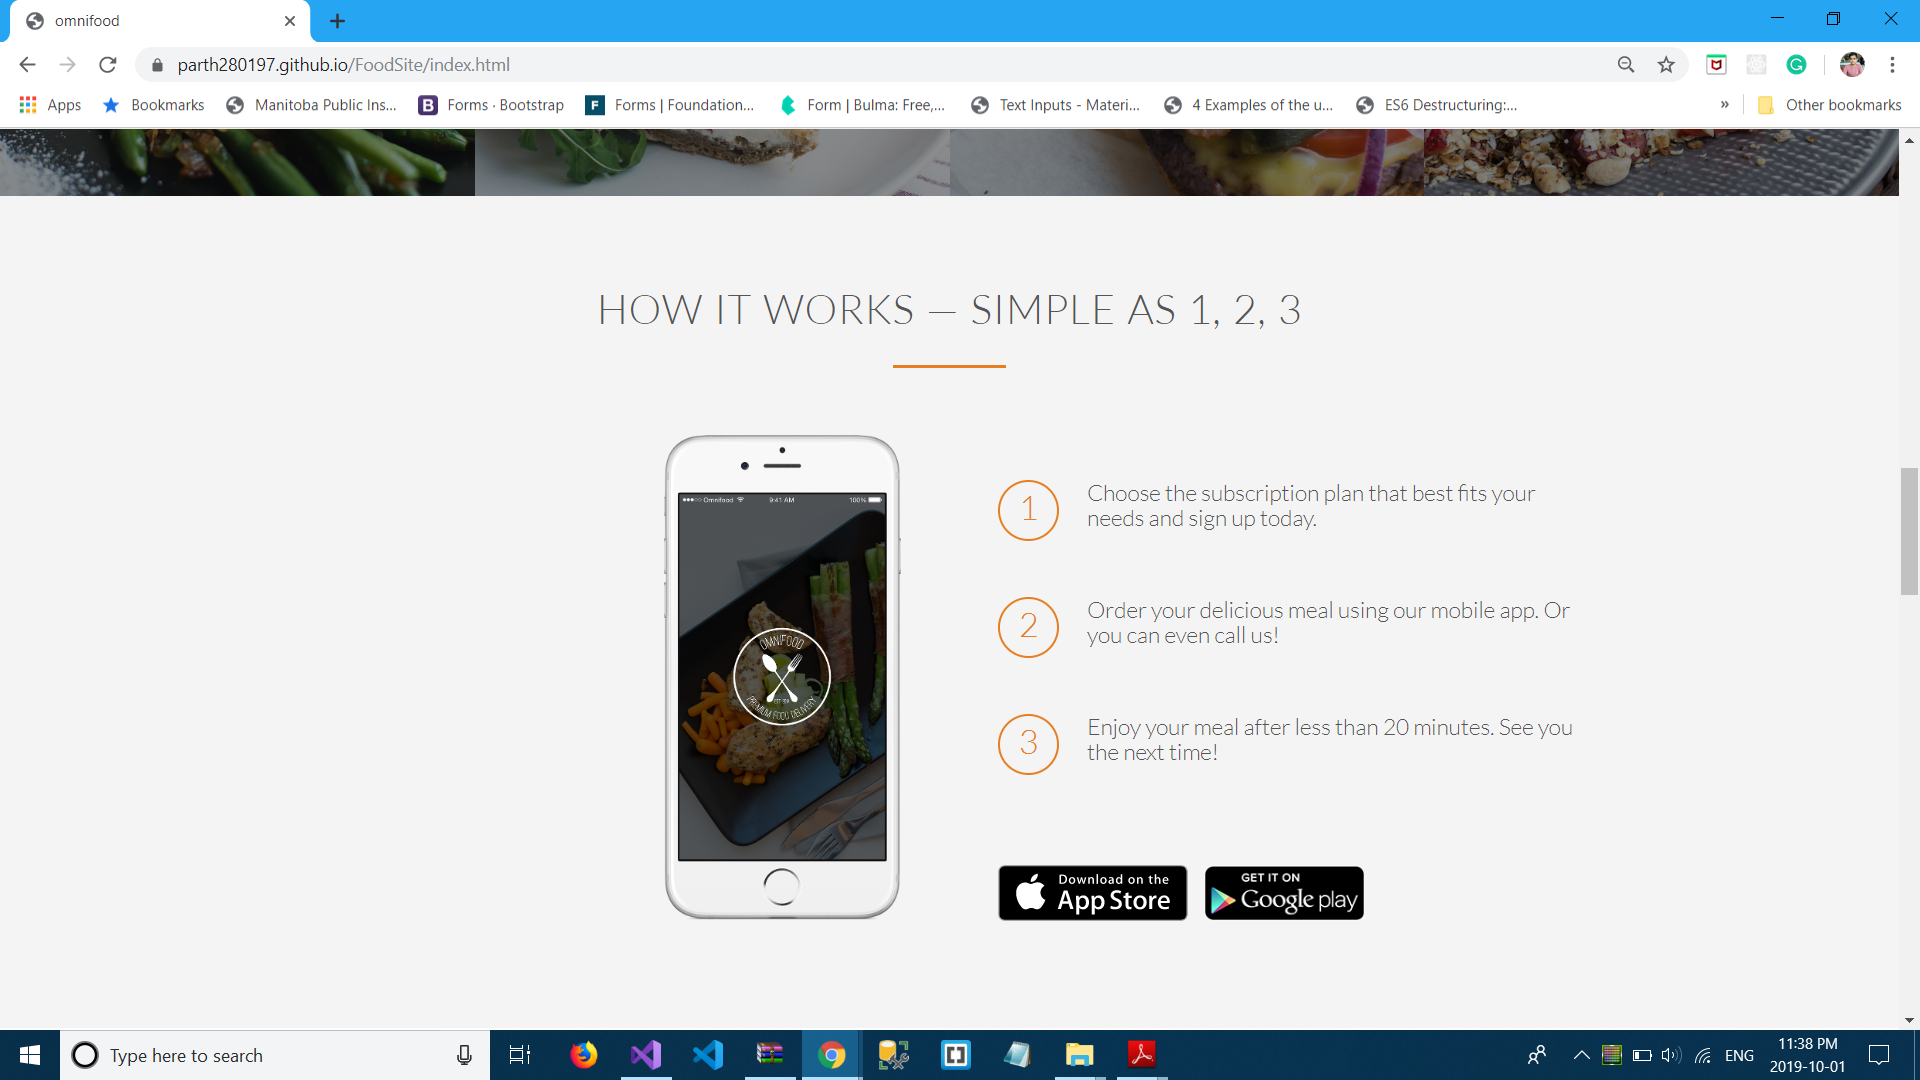 omnifood
parth280197.github.io/FoodSite/index.html
Apps
Bookmarks
Manitoba Public Ins...
Forms · Bootstrap
Forms | Foundation...
Form | Bulma: Free,...
Text Inputs - Materi...
4 Examples of the u...
ES6 Destructuring:...
»
Other bookmarks
HOW IT WORKS — SIMPLE AS 1, 2, 3
Omnifood
9:41 AM
100%
OMNIFOOD
PREMIUM FOOD DELIVERY
1
Choose the subscription plan that best fits your
needs and sign up today.
2
Order your delicious meal using our mobile app. Or
you can even call us!
3
Enjoy your meal after less than 20 minutes. See you
the next time!
Download on the
App Store
GET IT ON
Google play
Type here to search
ENG
11:38 PM
2019-10-01